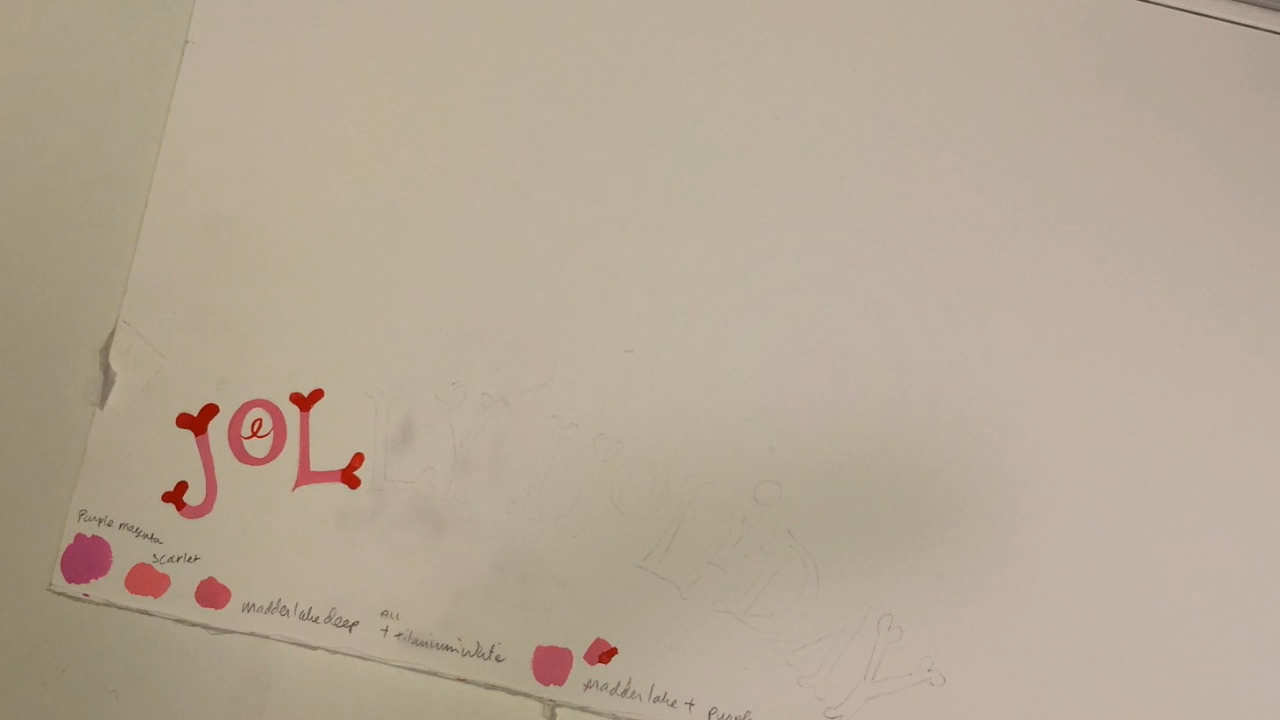 JOL
e
Purple magenta
scarlet
madder lake deep
ALL
+ titanium white
madder lake + purple